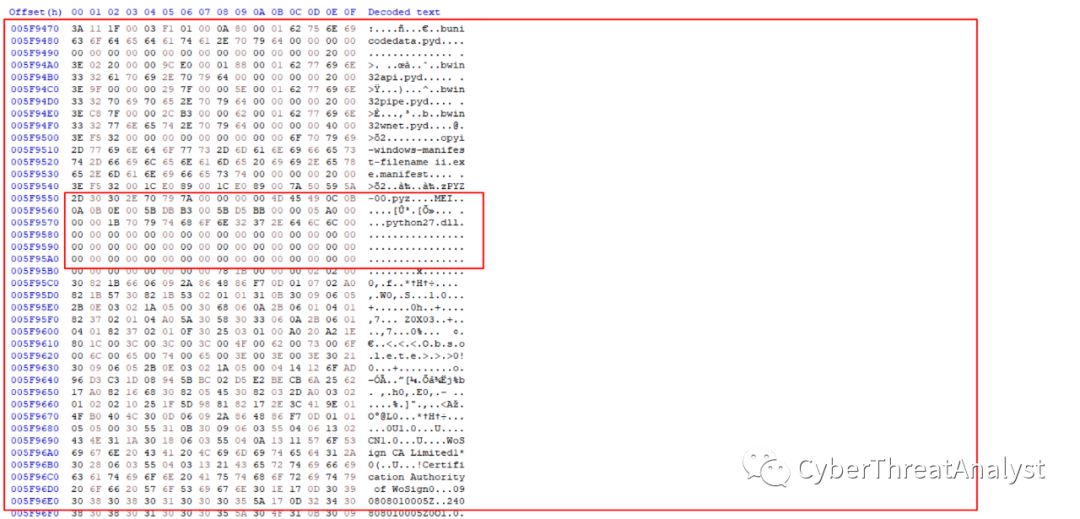 Offset(h) 00 01 02 03 04 05 06 07 08 09 0A 0B 0C 0D 0E 0F Decoded text
005F9470 3A 11 1F 00 03 F1 01 00 0A 80 00 01 62 75 6E 69 :....ñ...€..buni
005F9480 63 6F 64 65 64 61 74 61 2E 70 79 64 00 00 00 00 codedata.pyd....
005F9490 00 00 00 00 00 00 00 00 00 00 00 00 00 00 20 00 .............. .
005F94A0 3E 02 20 00 00 9C E0 00 01 88 00 01 62 77 69 6E >. ..œà..ˆ..bwin
005F94B0 33 32 61 70 69 2E 70 79 64 00 00 00 00 00 20 00 32api.pyd..... .
005F94C0 3E 9F 00 00 00 29 7F 00 00 5E 00 01 62 77 69 6E >Ÿ...)...^..bwin
005F94D0 33 32 70 69 70 65 2E 70 79 64 00 00 00 00 20 00 32pipe.pyd.... .
005F94E0 3E C8 7F 00 00 2C B3 00 00 62 00 01 62 77 69 6E >È...,³..b..bwin
005F94F0 33 32 77 6E 65 74 2E 70 79 64 00 00 00 00 40 00 32wnet.pyd....@.
005F9500 3E F5 32 00 00 00 00 00 00 00 00 00 6F 70 79 69 >õ2.........opyi
005F9510 2D 77 69 6E 64 6F 77 73 2D 6D 61 6E 69 66 65 73 -windows-manifes
005F9520 74 2D 66 69 6C 65 6E 61 6D 65 20 69 69 2E 65 78 t-filename ii.ex
005F9530 65 2E 6D 61 6E 69 66 65 73 74 00 00 00 00 20 00 e.manifest.... .
005F9540 3E F5 32 00 1C E0 89 00 1C E0 89 00 7A 50 59 5A >õ2..à‰..à‰.zPYZ
005F9550 2D 30 30 2E 70 79 7A 00 00 00 00 4D 45 49 0C 0B -00.pyz....MEI..
005F9560 0A 0B 0E 00 5B DB B3 00 5B D5 BB 00 00 05 A0 00 ....[Û³.[Õ»... .
005F9570 00 00 1B 70 79 74 68 6F 6E 32 37 2E 64 6C 6C 00 ...python27.dll.
005F9580 00 00 00 00 00 00 00 00 00 00 00 00 00 00 00 00 ................
005F9590 00 00 00 00 00 00 00 00 00 00 00 00 00 00 00 00 ................
005F95A0 00 00 00 00 00 00 00 00 00 00 00 00 00 00 00 00 ................
005F95B0 00 00 00 00 00 00 00 00 78 1B 00 00 00 02 02 00 ........x.......
005F95C0 30 82 1B 66 06 09 2A 86 48 86 F7 0D 01 07 02 A0 0‚.f..*†H†÷....
005F95D0 82 1B 57 30 82 1B 53 02 01 01 31 0B 30 09 06 05 ‚.W0‚.S...1.0...
005F95E0 2B 0E 03 02 1A 05 00 30 68 06 0A 2B 06 01 04 01 +......0h..+....
005F95F0 82 37 02 01 04 A0 5A 30 58 30 33 06 0A 2B 06 01 ‚7... Z0X03..+..
005F9600 04 01 82 37 02 01 0F 30 25 03 01 00 A0 20 A2 1E ..‚7...0%... ¢.
005F9610 80 1C 00 3C 00 3C 00 3C 00 4F 00 62 00 73 00 6F €..<.<.<.O.b.s.o
005F9620 00 6C 00 65 00 74 00 65 00 3E 00 3E 00 3E 30 21 .l.e.t.e.>.>.>0!
005F9630 30 09 06 05 2B 0E 03 02 1A 05 00 04 14 12 6F AD 0...+.........o
005F9640 96 D3 C3 1D 08 94 5B BC 02 D5 E2 BE CB 6A 25 62 –ÓÃ..”[¼.Õâ¾Ëj%b
005F9650 17 A0 82 16 68 30 82 05 45 30 82 03 2D A0 03 02 . ‚.h0‚.E0‚.- ..
005F9660 01 02 02 10 25 1F 5D 98 81 82 17 2E 3C 41 9E 01 ....%.]˜.‚..<Až.
005F9670 4F B0 40 4C 30 0D 06 09 2A 86 48 86 F7 0D 01 01 O°@L0...*†H†÷...
005F9680 05 05 00 30 55 31 0B 30 09 06 03 55 04 06 13 02 ...0U1.0...U....
005F9690 43 4E 31 1A 30 18 06 03 55 04 0A 13 11 57 6F 53 CN1.0...U....WoS
005F96A0 69 67 6E 20 43 41 20 4C 69 6D 69 74 65 64 31 2A ign CA Limited1*
005F96B0 30 28 06 03 55 04 03 13 21 43 65 72 74 69 66 69 0(..U...!Certifi
005F96C0 63 61 74 69 6F 6E 20 41 75 74 68 6F 72 69 74 79 cation Authority
005F96D0 20 6F 66 20 57 6F 53 69 67 6E 30 1E 17 0D 30 39 of WoSign0...09
005F96E0 30 38 30 38 30 31 30 30 30 35 5A 17 0D 32 34 30 0808010005Z..240
005F96F0 38 30 38 30 31 30 30 30 35 5A 30 4F 31 0B 30 09 808010005Z0O1.0.
CyberThreatAnalyst